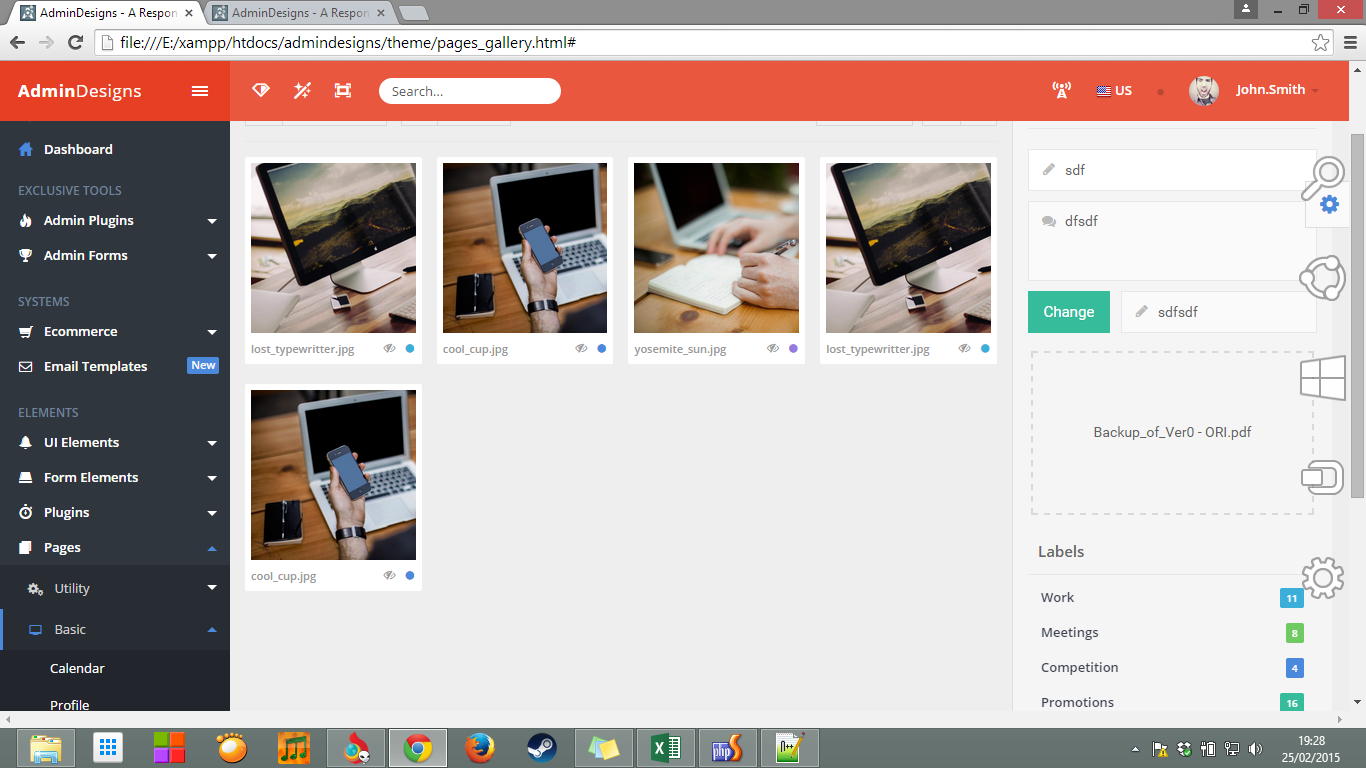 AdminDesigns - A Respon
AdminDesigns - A Respon
file:///E:/xampp/htdocs/admindesigns/theme/pages_gallery.html#
AdminDesigns
Search...
US
John.Smith
Dashboard
EXCLUSIVE TOOLS
Admin Plugins
Admin Forms
SYSTEMS
Ecommerce
Email Templates New
ELEMENTS
UI Elements
Form Elements
Plugins
Pages
Utility
Basic
Calendar
Profile
lost_typewritter.jpg
cool_cup.jpg
yosemite_sun.jpg
lost_typewritter.jpg
cool_cup.jpg
sdf
dfsdf
Change
sdfsdf
Backup_of_Ver0 - ORI.pdf
Labels
Work 11
Meetings 8
Competition 4
Promotions 16
php
N++
19:28
25/02/2015